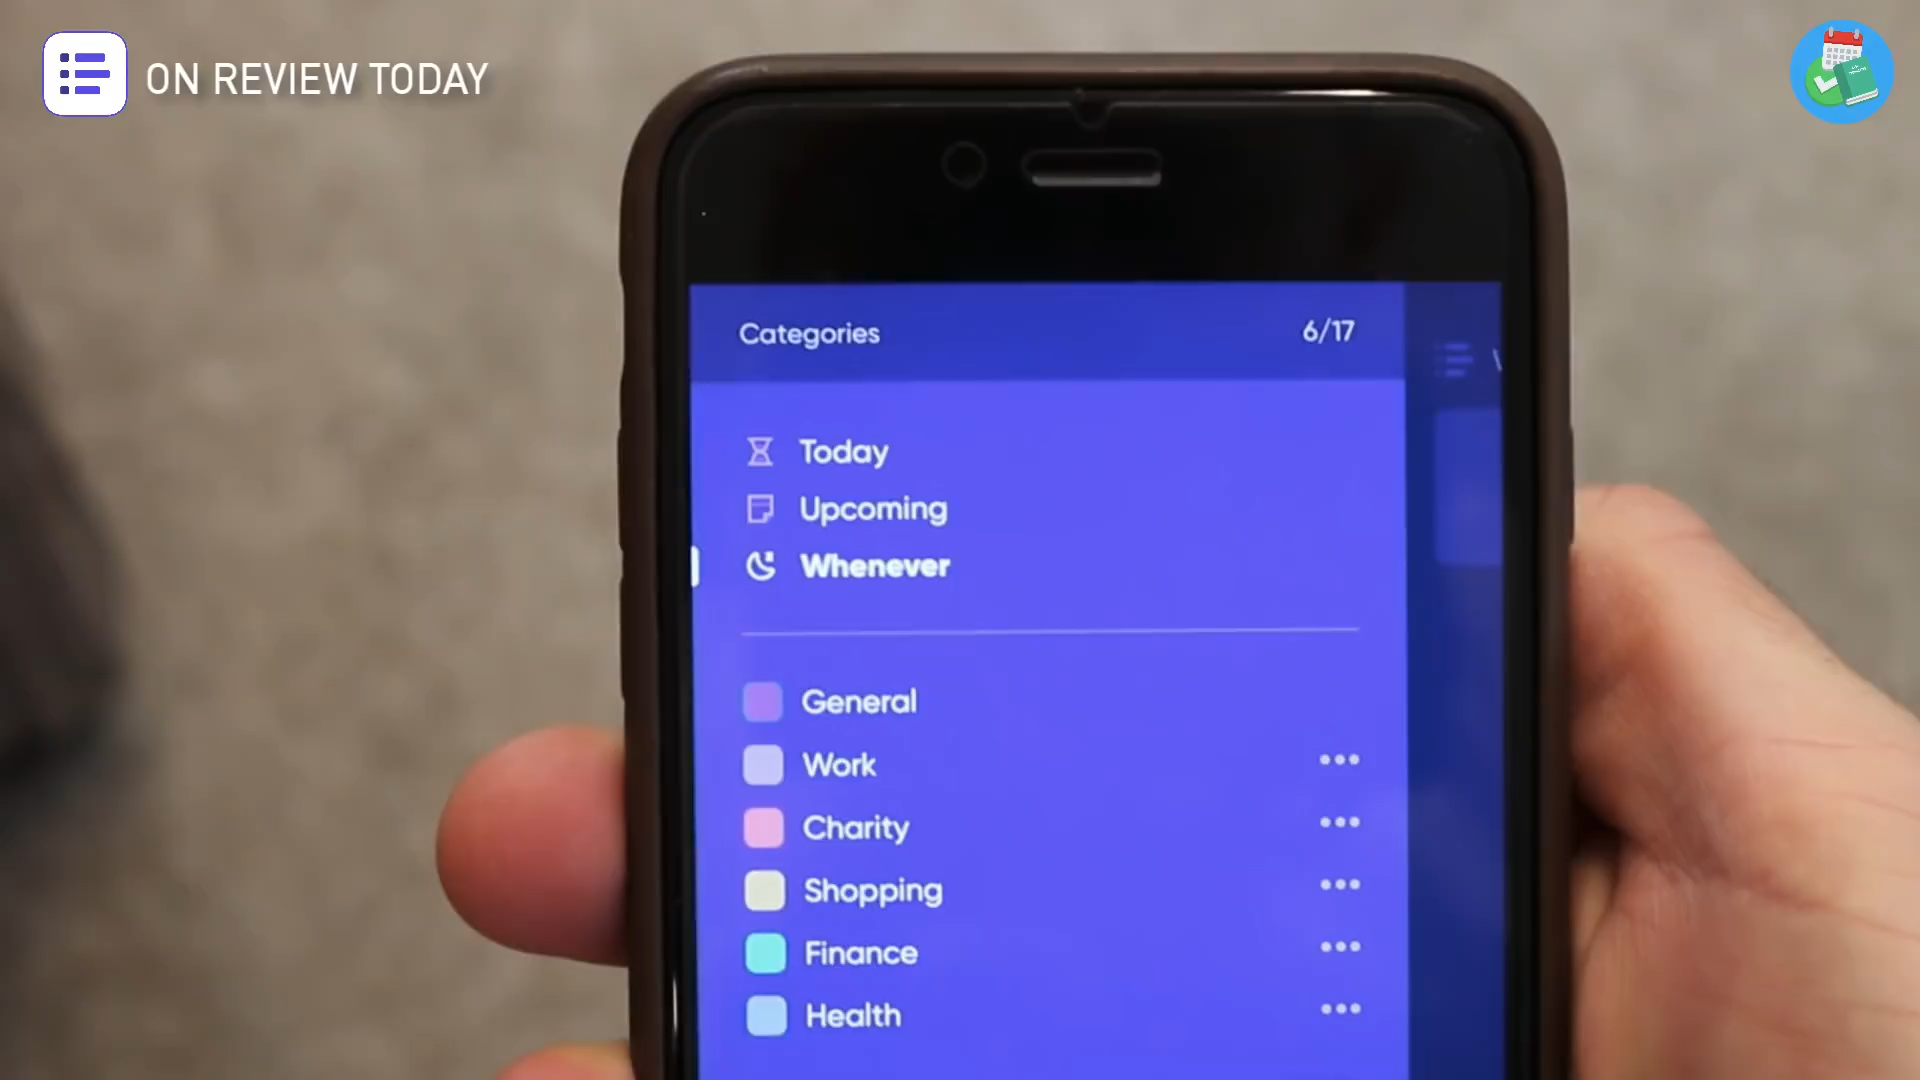 ON REVIEW TODAY
Categories 6/17
Today
Upcoming
Whenever
General
Work
Charity
Shopping
Finance
Health